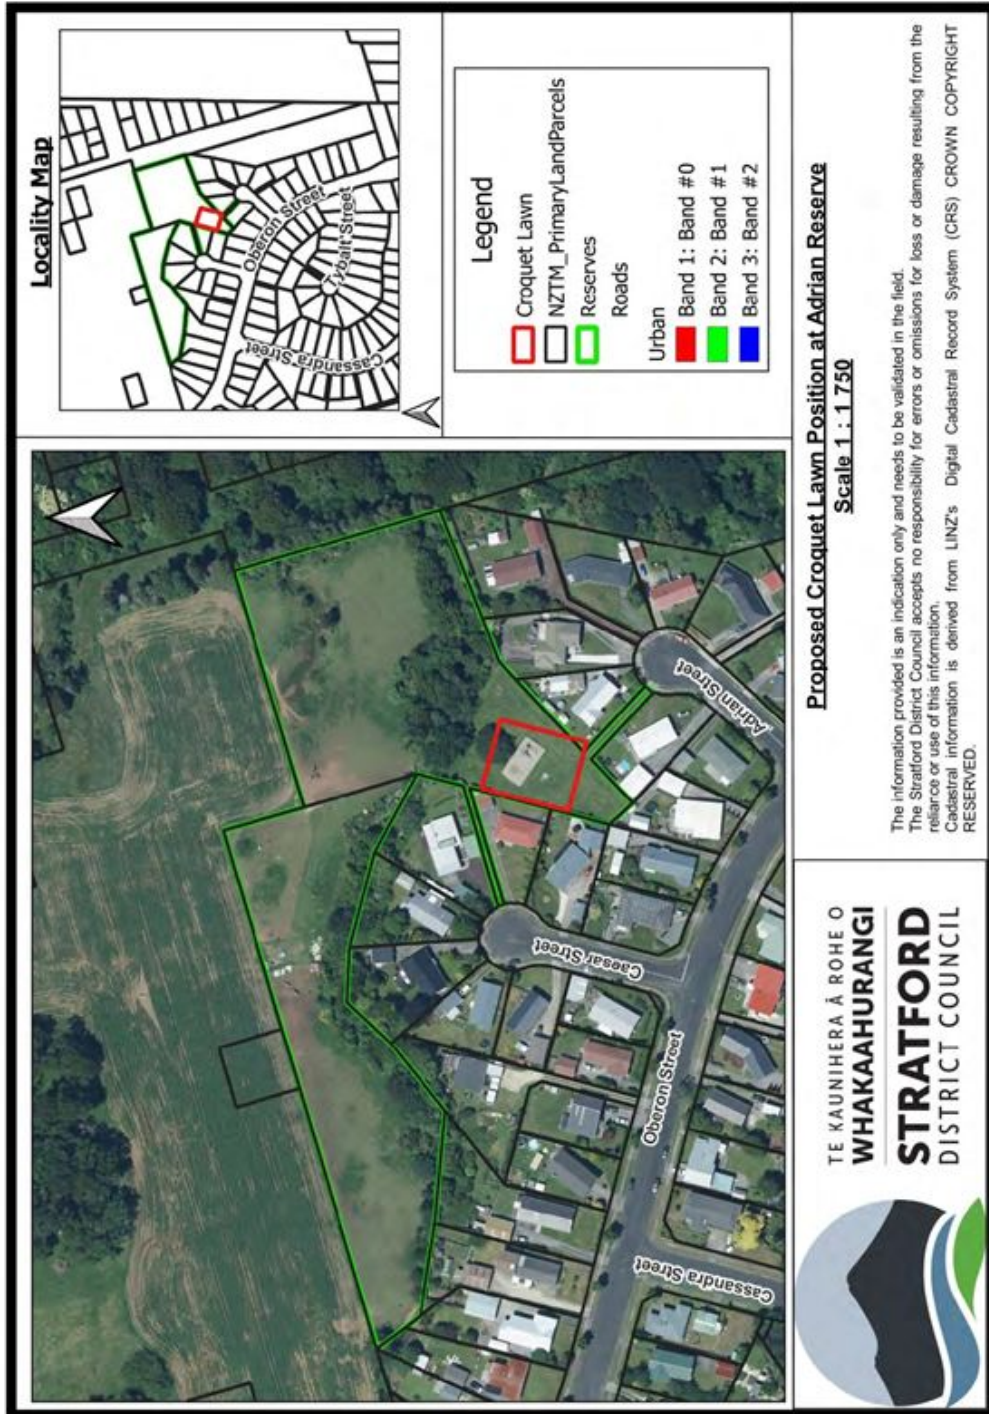 Locality Map
Oberon Street
Tybalt Street
Cassandra Street
Legend
Croquet Lawn
NZTM_PrimaryLandParcels
Reserves
Roads
Urban
Band 1: Band #0
Band 2: Band #1
Band 3: Band #2
Adrian Street
Caesar Street
Oberon Street
Cassandra Street
Proposed Croquet Lawn Position at Adrian Reserve
Scale 1 : 1 750
The information provided is an indication only and needs to be validated in the field.
The Stratford District Council accepts no responsibility for errors or omissions for loss or damage resulting from the
reliance or use of this information.
Cadastral information is derived from LINZ's Digital Cadastral Record System (CRS) CROWN COPYRIGHT
RESERVED.
TE KAUNIHERA Ā ROHE O
WHAKAAHURANGI
STRATFORD
DISTRICT COUNCIL